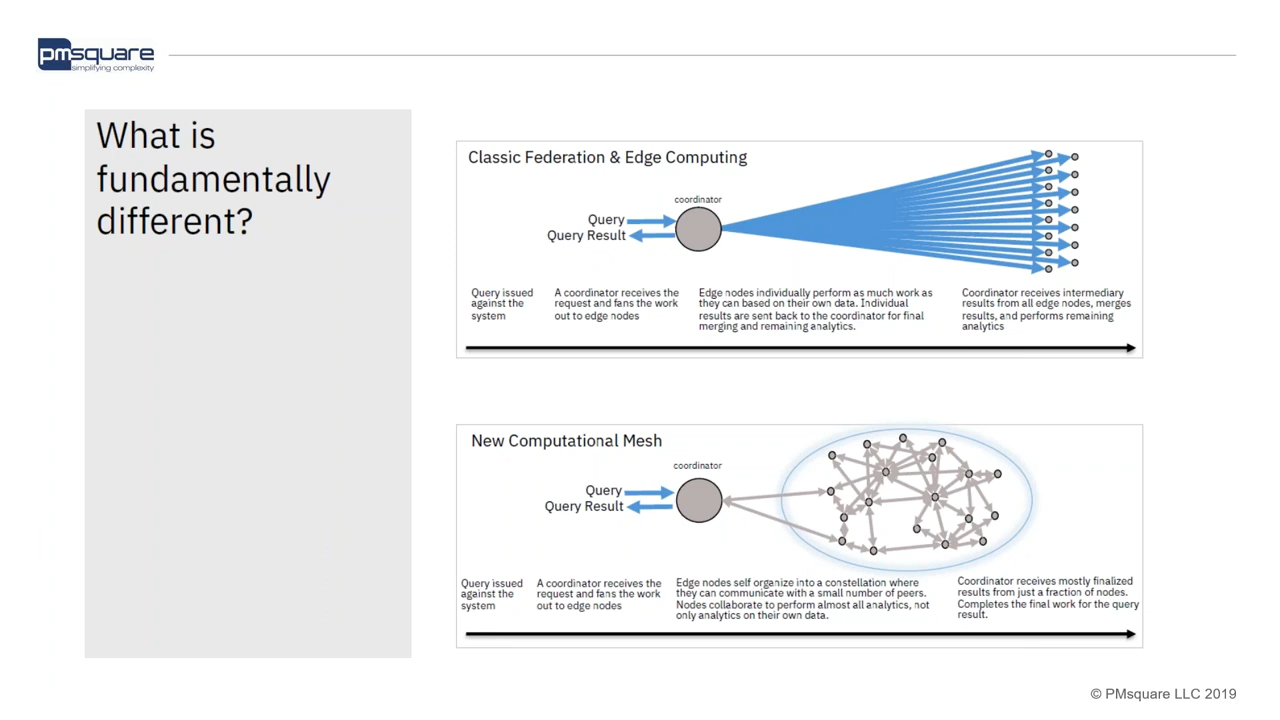 pmsquare
simplifying complexity
What is
fundamentally
different?
Classic Federation & Edge Computing
coordinator
Query
Query Result
Query issued
against the
system
A coordinator receives the
request and fans the work
out to edge nodes
Edge nodes individually perform as much work as
they can based on their own data. Individual
results are sent back to the coordinator for final
merging and remaining analytics.
Coordinator receives intermediary
results from all edge nodes, merges
results, and performs remaining
analytics
New Computational Mesh
coordinator
Query
Query Result
Query issued
against the
system
A coordinator receives the
request and fans the work
out to edge nodes
Edge nodes self organize into a constellation where
they can communicate with a small number of peers.
Nodes collaborate to perform almost all analytics, not
only analytics on their own data.
Coordinator receives mostly finalized
results from just a fraction of nodes.
Completes the final work for the query
result.
© PMsquare LLC 2019